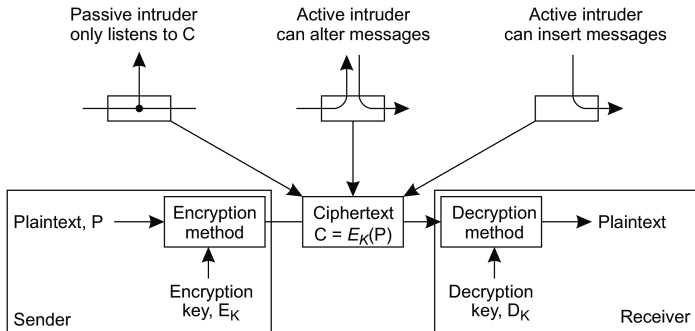 Passive intruder
only listens to C
Active intruder
can alter messages
Active intruder
can insert messages
Plaintext, P
Encryption
method
Ciphertext
C = E_K(P)
Decryption
method
Plaintext
Encryption
key, E_K
Decryption
key, D_K
Sender
Receiver